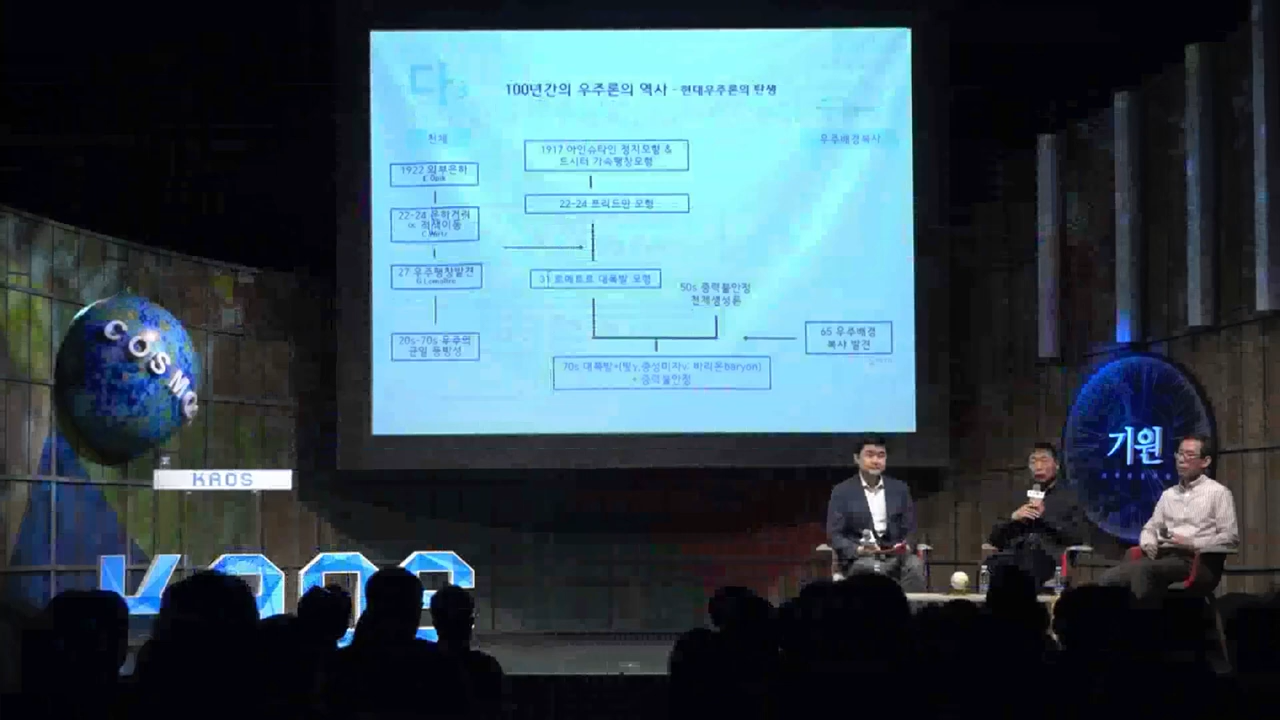 다
100년간의 우주론의 역사 - 현대우주론의 탄생
천체
우주배경복사
1917 아인슈타인 정지모형 &
드시터 가속팽창모형
1922 외부은하
E.Opik
22-24 프리드만 모형
22-24 은하거리
∝ 적색이동
C.Wirtz
27 우주팽창발견
G.Lemaitre
31 르메트르 대폭발 모형
50s 중력불안정
천체생성론
20s-70s 우주의
균일 등방성
65 우주배경
복사 발견
70s 대폭발+(빛γ,중성미자ν, 바리온Baryon)
+ 중력불안정
COSMO
KAOS
기원
KAOS